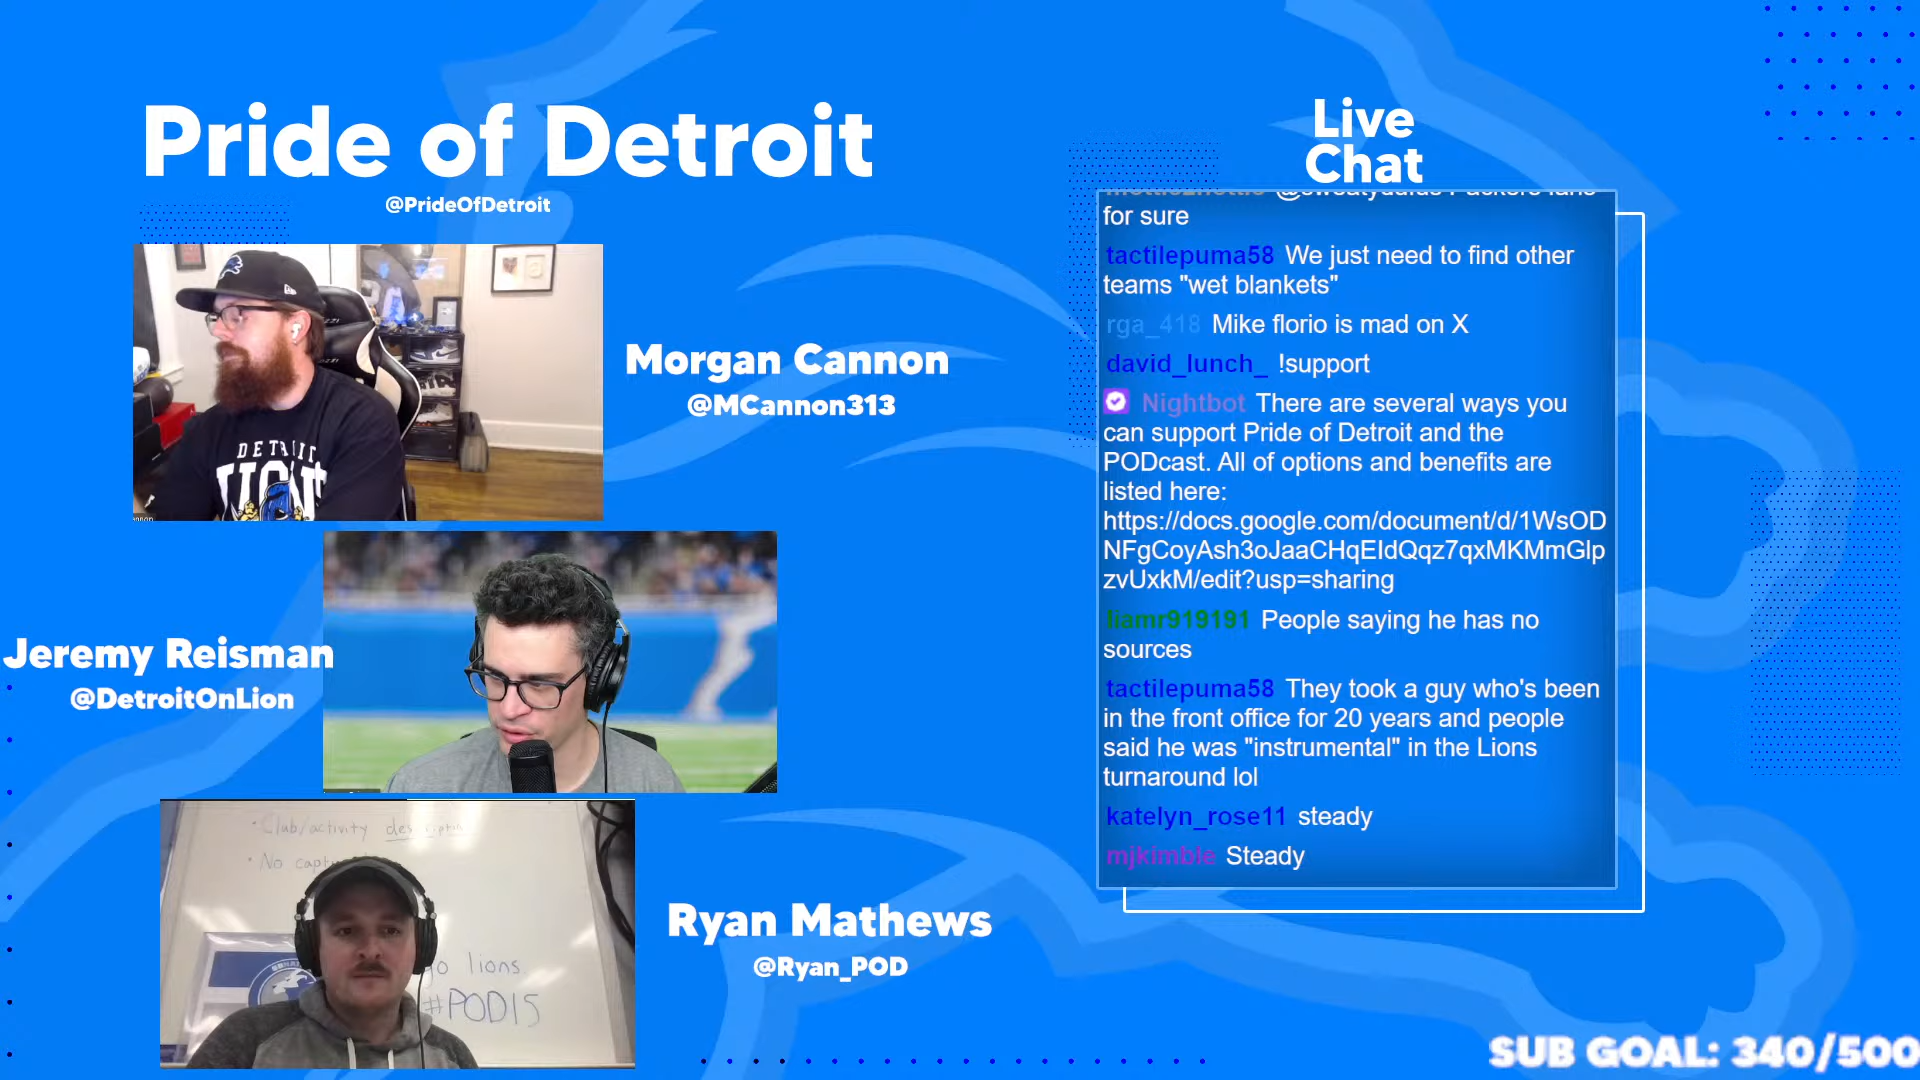 Pride of Detroit
@PrideOfDetroit
Morgan Cannon
@MCannon313
DETROIT
LIONS
Jeremy Reisman
@DetroitOnLion
• Club/activity
• No
go lions
#POD15
Ryan Mathews
@Ryan_POD
Live
Chat
for sure
tactilepuma58 We just need to find other
teams "wet blankets"
rga_418 Mike florio is mad on X
david_lunch_ !support
Nightbot There are several ways you
can support Pride of Detroit and the
PODcast. All of options and benefits are
listed here:
https://docs.google.com/document/d/1WsOD
NFgCoyAsh3oJaaCHqEIdQqz7qxMKMmGlp
zvUxkM/edit?usp=sharing
liamr919191 People saying he has no
sources
tactilepuma58 They took a guy who's been
in the front office for 20 years and people
said he was "instrumental" in the Lions
turnaround lol
katelyn_rose11 steady
mjkimble Steady
SUB GOAL: 340/500